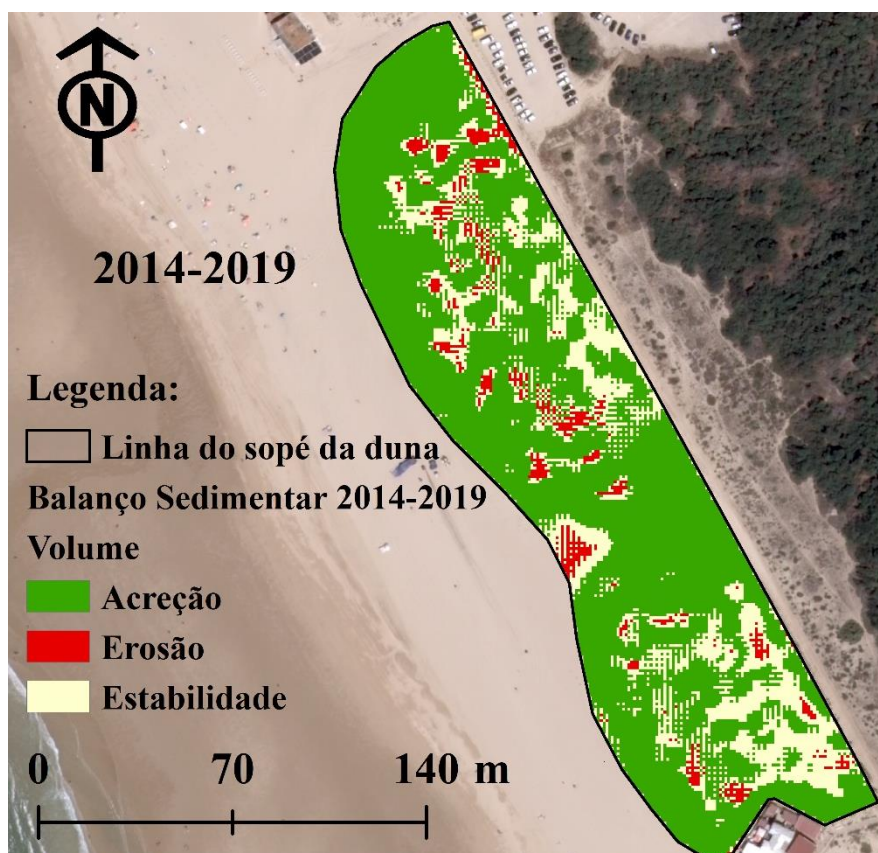 N
2014-2019
Legenda:
Linha do sopé da duna
Balanço Sedimentar 2014-2019
Volume
Acreção
Erosão
Estabilidade
0 70 140 m